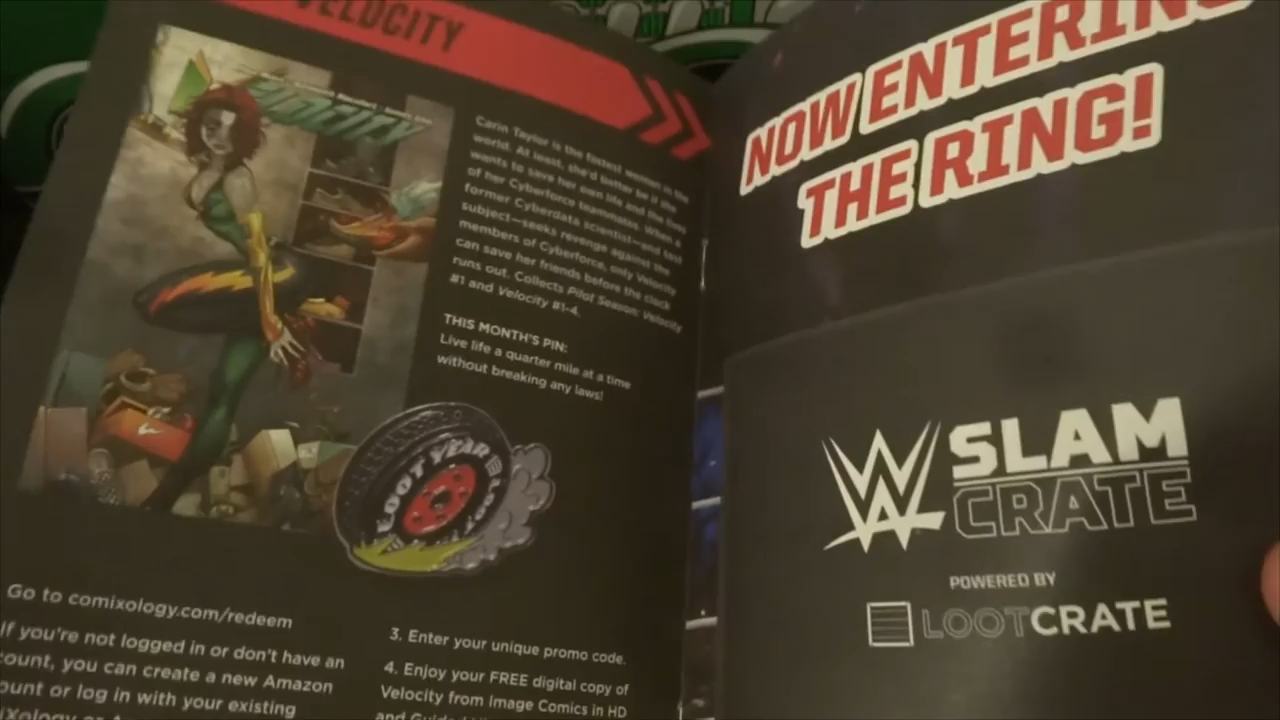 VELOCITY
Carin Taylor is the fastest woman in the
world. At least, she'd better be if she
wants to save her own life and the lives
of her Cyberforce teammates. When a
former Cyberdata scientist—and test
subject—seeks revenge against the
members of Cyberforce, only Velocity
can save her friends before the clock
runs out. Collects Pilot Season: Velocity
#1 and Velocity #1-4.
THIS MONTH'S PIN:
Live life a quarter mile at a time
without breaking any laws!
LOOT YEAR
Go to comixology.com/redeem
If you're not logged in or don't have an
count, you can create a new Amazon
ount or log in with your existing
3. Enter your unique promo code.
4. Enjoy your FREE digital copy of
Velocity from Image Comics in HD
and
NOW ENTERING
THE RING!
W SLAM
CRATE
POWERED BY
LOOTCRATE